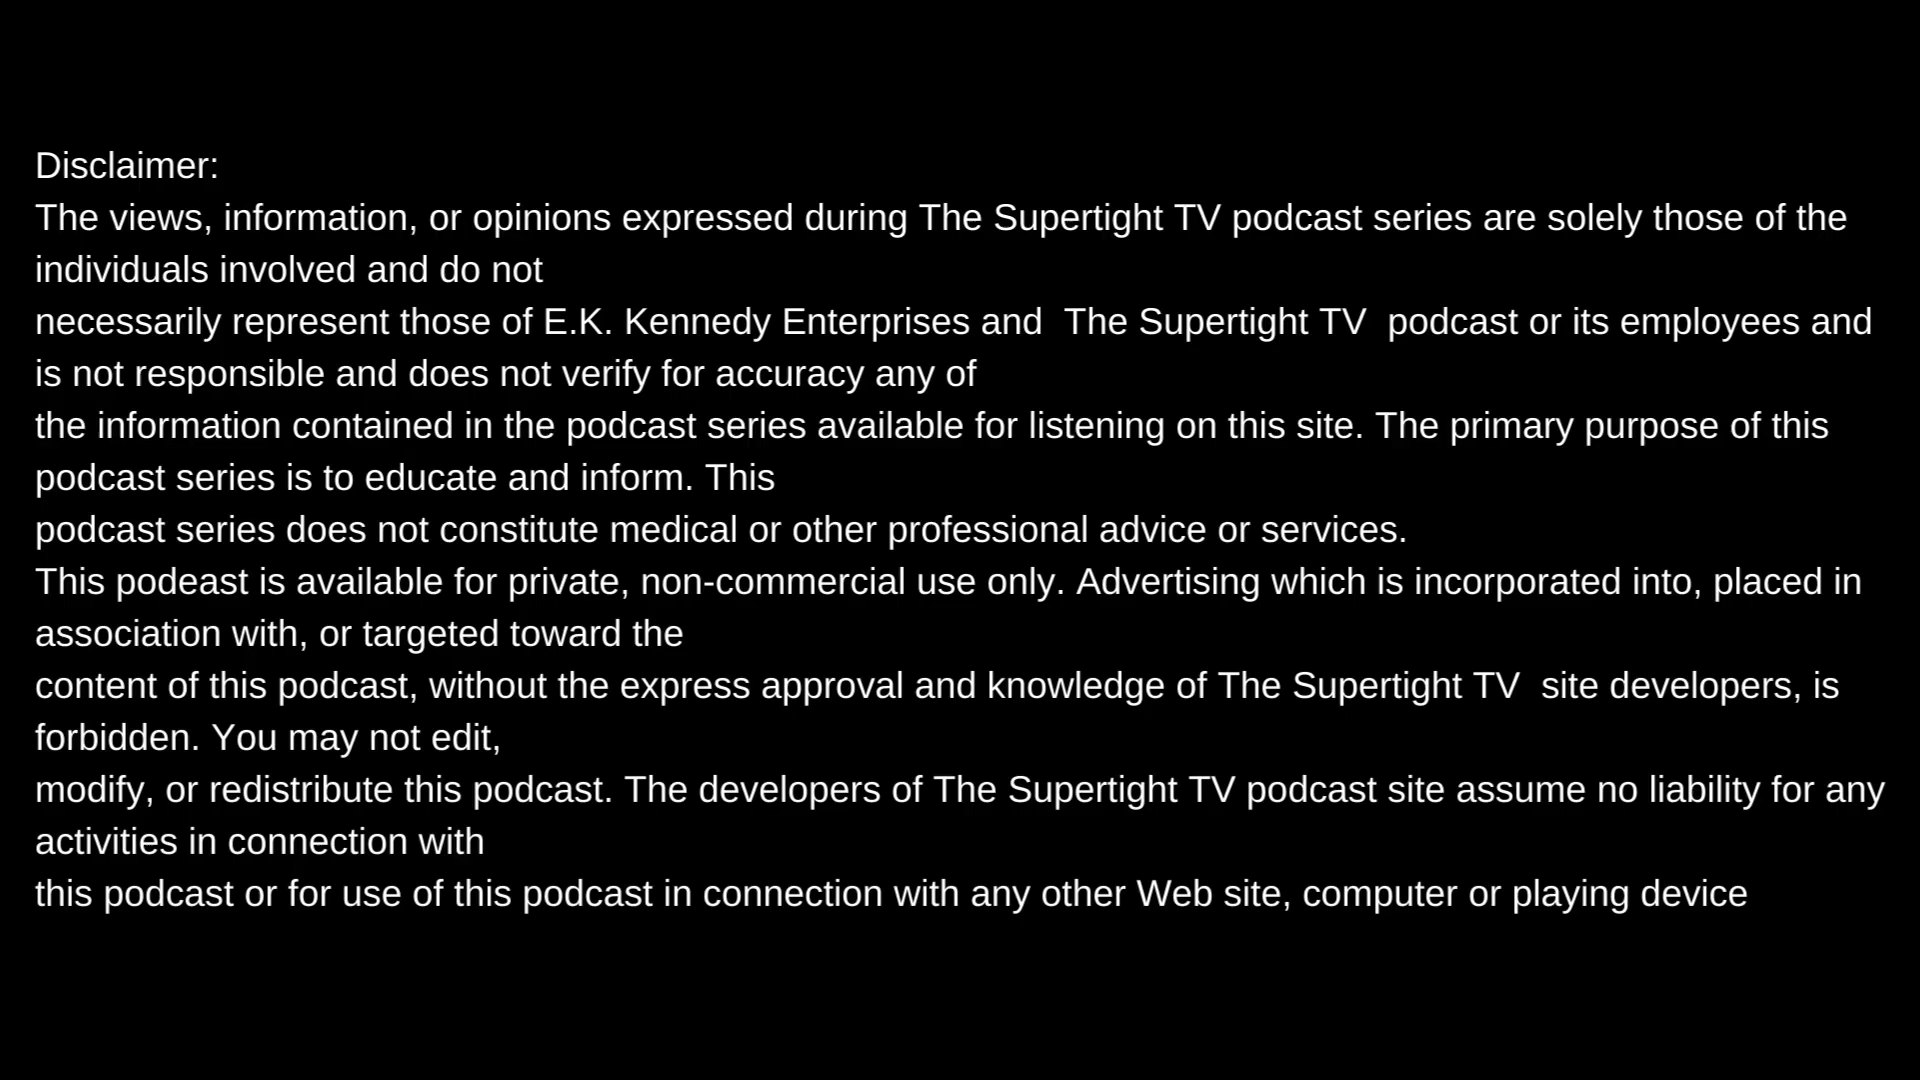 Disclaimer:
The views, information, or opinions expressed during The Supertight TV podcast series are solely those of the
individuals involved and do not
necessarily represent those of E.K. Kennedy Enterprises and  The Supertight TV  podcast or its employees and
is not responsible and does not verify for accuracy any of
the information contained in the podcast series available for listening on this site. The primary purpose of this
podcast series is to educate and inform. This
podcast series does not constitute medical or other professional advice or services.
This podeast is available for private, non-commercial use only. Advertising which is incorporated into, placed in
association with, or targeted toward the
content of this podcast, without the express approval and knowledge of The Supertight TV  site developers, is
forbidden. You may not edit,
modify, or redistribute this podcast. The developers of The Supertight TV podcast site assume no liability for any
activities in connection with
this podcast or for use of this podcast in connection with any other Web site, computer or playing device